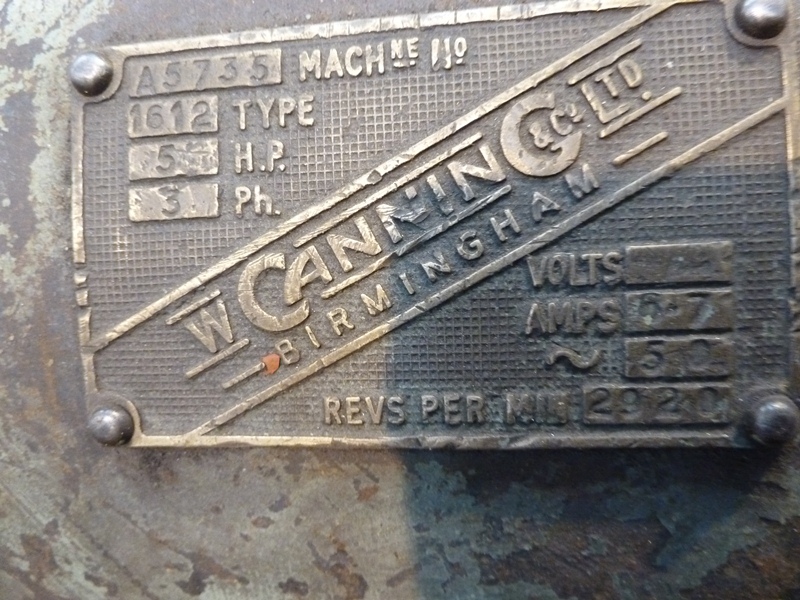 A5735 MACHNE NO
1612 TYPE
5 H.P.
3 Ph.
W CANNING & Co LTD.
BIRMINGHAM
VOLTS
AMPS 
~ 50
REVS PER MIN 2920